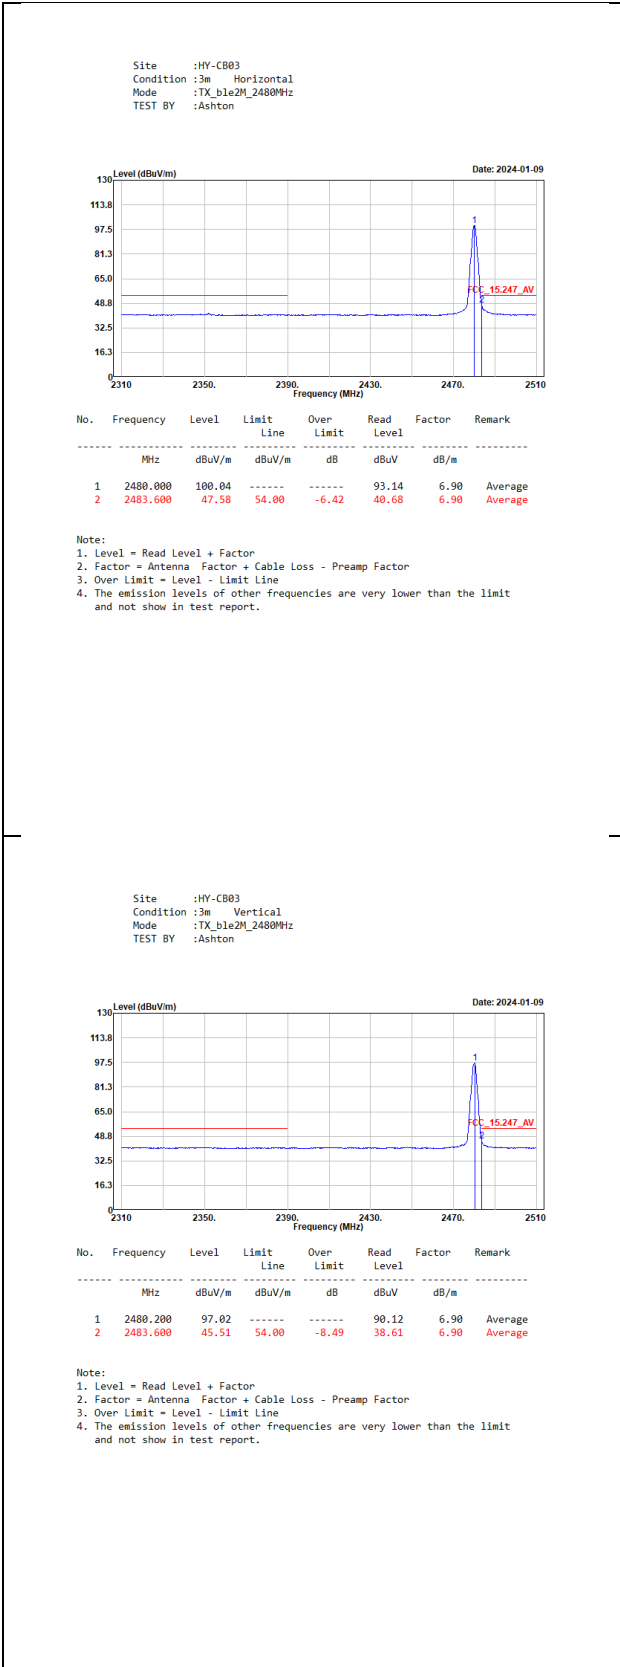 Site      :HY-CB03
Condition :3m    Horizontal
Mode      :TX_ble2M_2480MHz
TEST BY   :Ashton
Level (dBuV/m)
Date: 2024-01-09
130
113.8
97.5
81.3
65.0
48.8
32.5
16.3
0
1
FCC_15.247_AV
2
2310 2350. 2390. 2430. 2470. 2510
Frequency (MHz)
No. Frequency Level Limit Over Read Factor Remark
Line Limit Level
------ ----------- -------- -------- --------- -------- -------- ---------
MHz dBuV/m dBuV/m dB dBuV dB/m
1 2480.000 100.04 ------ ------ 93.14 6.90 Average
2 2483.600 47.58 54.00 -6.42 40.68 6.90 Average
Note:
1. Level = Read Level + Factor
2. Factor = Antenna  Factor + Cable Loss - Preamp Factor
3. Over Limit = Level - Limit Line
4. The emission levels of other frequencies are very lower than the limit
and not show in test report.
Site      :HY-CB03
Condition :3m    Vertical
Mode      :TX_ble2M_2480MHz
TEST BY   :Ashton
Level (dBuV/m)
Date: 2024-01-09
130
113.8
97.5
81.3
65.0
48.8
32.5
16.3
0
1
FCC_15.247_AV
2
2310 2350. 2390. 2430. 2470. 2510
Frequency (MHz)
No. Frequency Level Limit Over Read Factor Remark
Line Limit Level
------ ----------- -------- -------- --------- -------- -------- ---------
MHz dBuV/m dBuV/m dB dBuV dB/m
1 2480.200 97.02 ------ ------ 90.12 6.90 Average
2 2483.600 45.51 54.00 -8.49 38.61 6.90 Average
Note:
1. Level = Read Level + Factor
2. Factor = Antenna  Factor + Cable Loss - Preamp Factor
3. Over Limit = Level - Limit Line
4. The emission levels of other frequencies are very lower than the limit
and not show in test report.